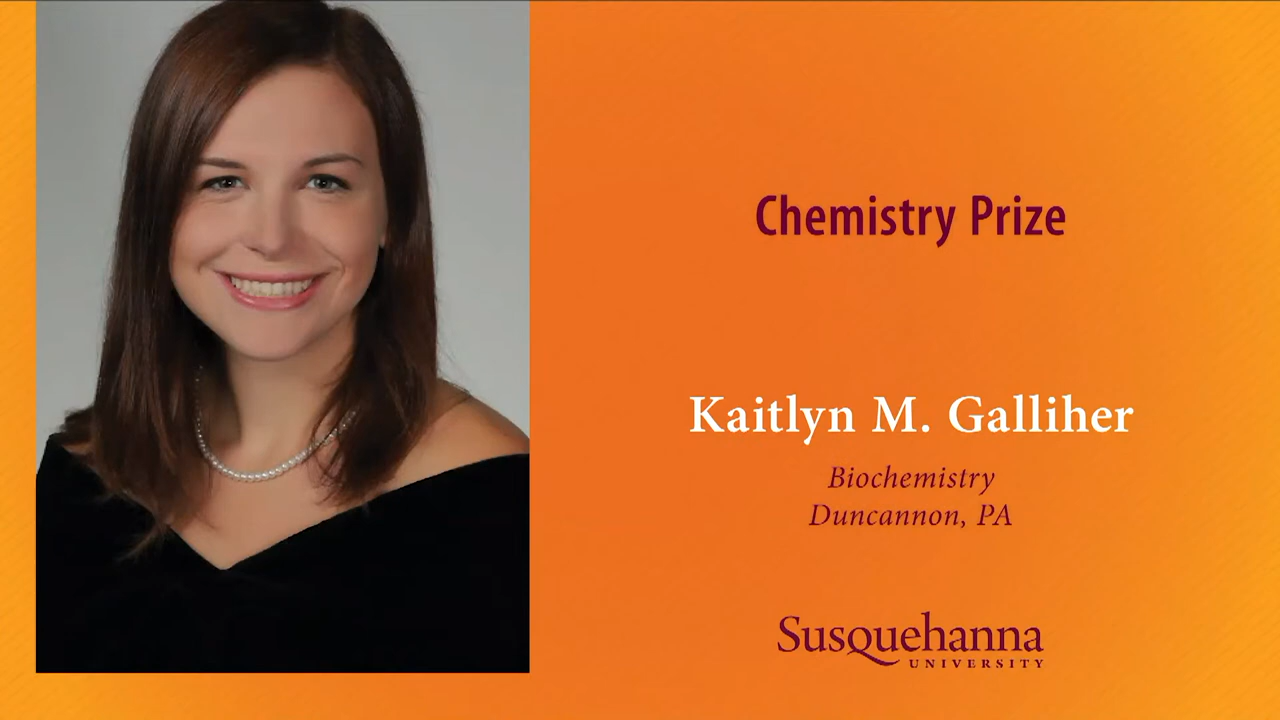 Chemistry Prize
Kaitlyn M. Galliher
Biochemistry
Duncannon, PA
Susquehanna
UNIVERSITY